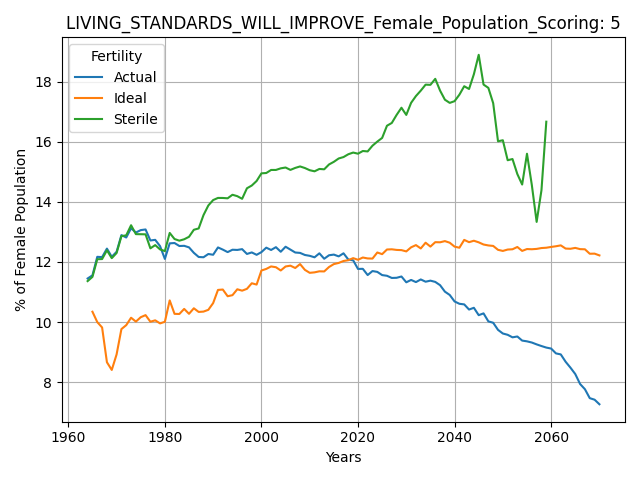 LIVING_STANDARDS_WILL_IMPROVE_Female_Population_Scoring: 5
Fertility
Actual
Ideal
Sterile
% of Female Population
18
16
14
12
10
8
1960 1980 2000 2020 2040 2060
Years